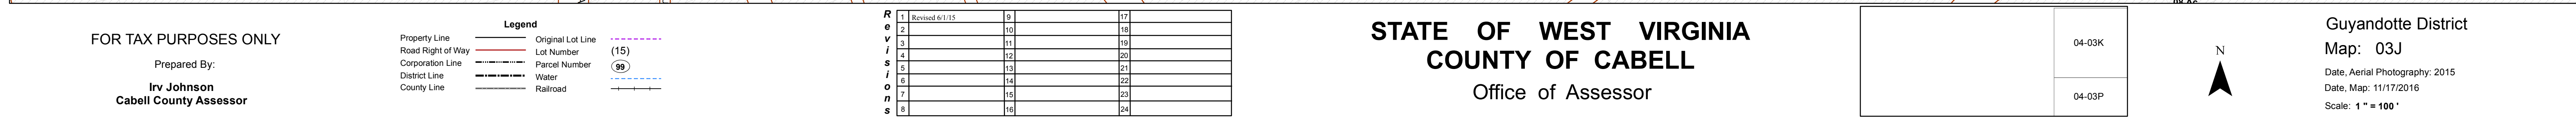 FOR TAX PURPOSES ONLY
Prepared By:
Irv Johnson
Cabell County Assessor
Legend
Property Line
Road Right of Way
Corporation Line
District Line
County Line
Original Lot Line
Lot Number (15)
Parcel Number 99
Water
Railroad
Revisions
1 Revised 6/1/15
2
3
4
5
6
7
8
9
10
11
12
13
14
15
16
17
18
19
20
21
22
23
24
STATE OF WEST VIRGINIA
COUNTY OF CABELL
Office of Assessor
04-03K
04-03P
N
Guyandotte District
Map: 03J
Date, Aerial Photography: 2015
Date, Map: 11/17/2016
Scale: 1 " = 100 '